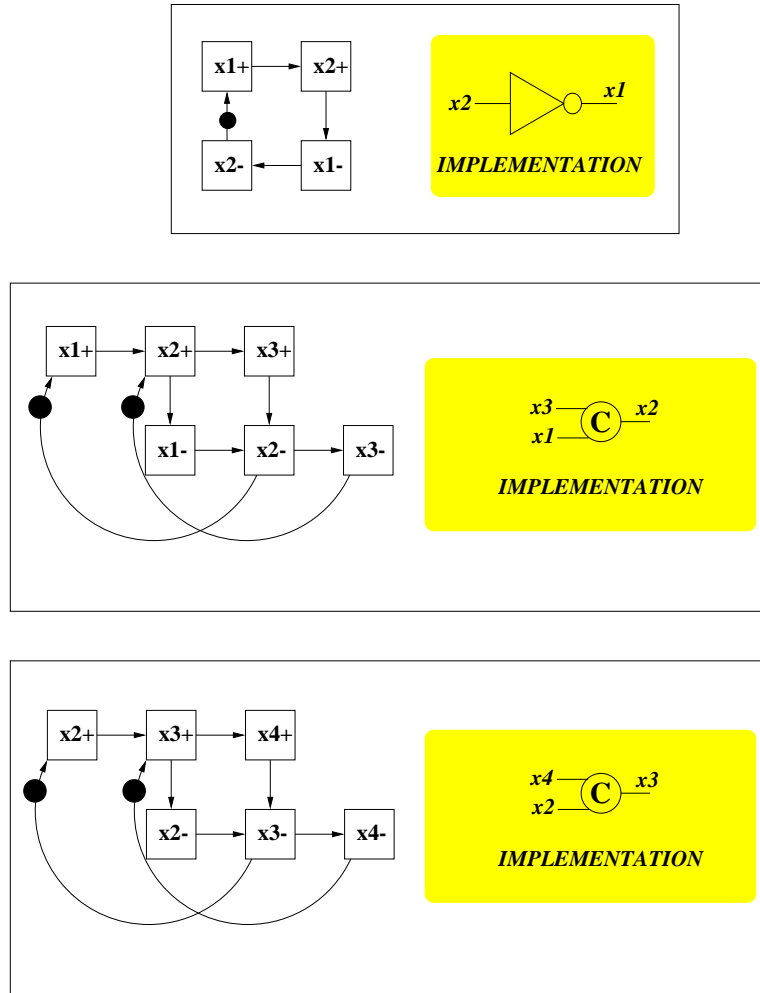 x1+ x2+
x2- x1-
x2 x1
IMPLEMENTATION
x1+ x2+ x3+
x1- x2- x3-
x3 x2
C
x1
IMPLEMENTATION
x2+ x3+ x4+
x2- x3- x4-
x4 x3
C
x2
IMPLEMENTATION